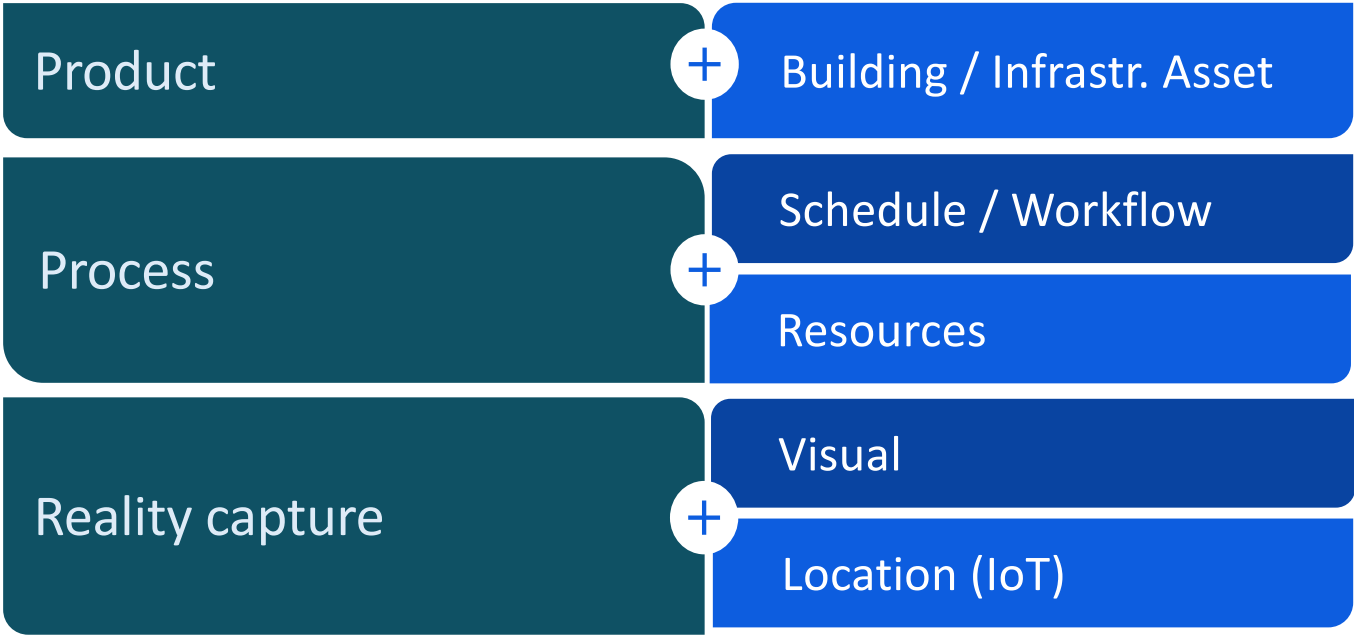 Product
+
Building / Infrastr. Asset
Process
+
Schedule / Workflow
Resources
Reality capture
+
Visual
Location (IoT)